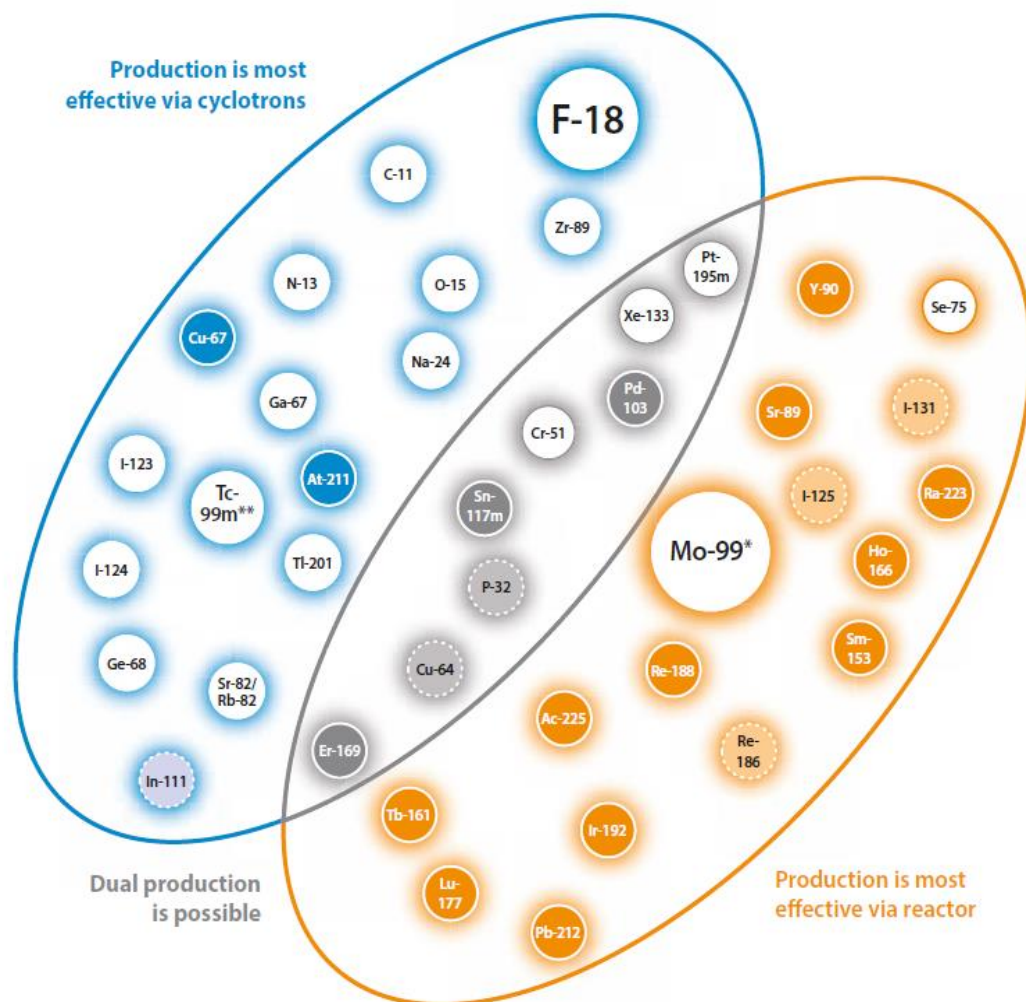 Production is most
effective via cyclotrons
F-18
C-11
Zr-89
N-13
O-15
Cu-67
Na-24
Ga-67
I-123
Tc-
99m**
At-211
I-124
Tl-201
Ge-68
Sr-82/
Rb-82
In-111
Pt-
195m
Xe-133
Pd-
103
Cr-51
Sn-
117m
P-32
Cu-64
Er-169
Dual production
is possible
Y-90
Se-75
Sr-89
I-131
I-125
Ra-223
Mo-99*
Ho-
166
Sm-
153
Re-188
Ac-225
Re-
186
Tb-161
Ir-192
Lu-
177
Pb-212
Production is most
effective via reactor